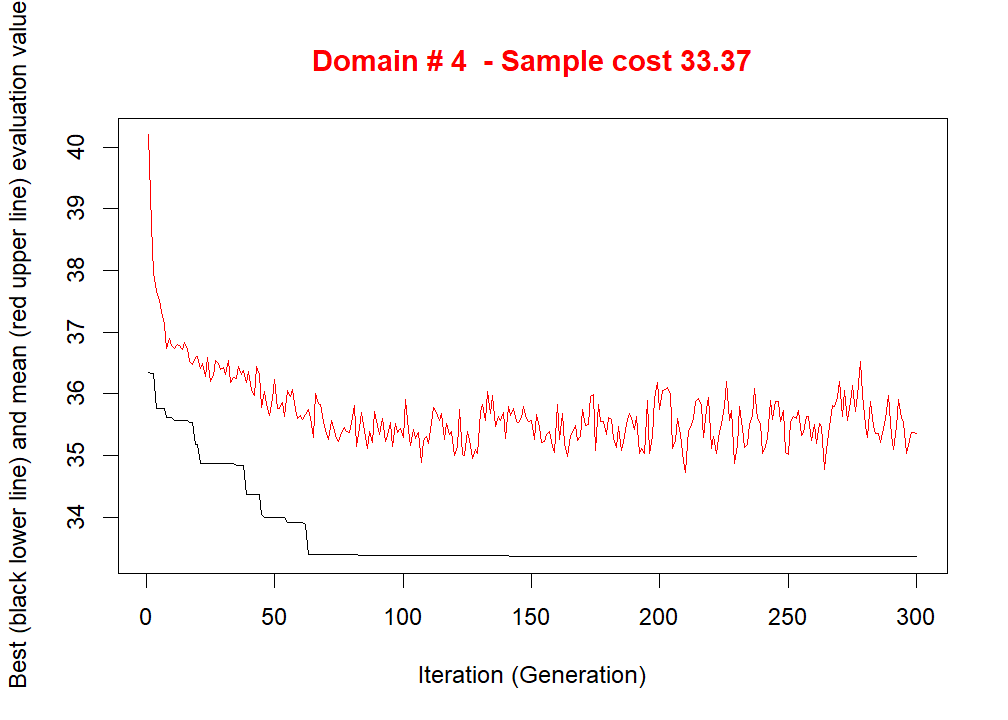 Domain # 4  - Sample cost 33.37
Best (black lower line) and mean (red upper line) evaluation value
40
39
38
37
36
35
34
0 50 100 150 200 250 300
Iteration (Generation)